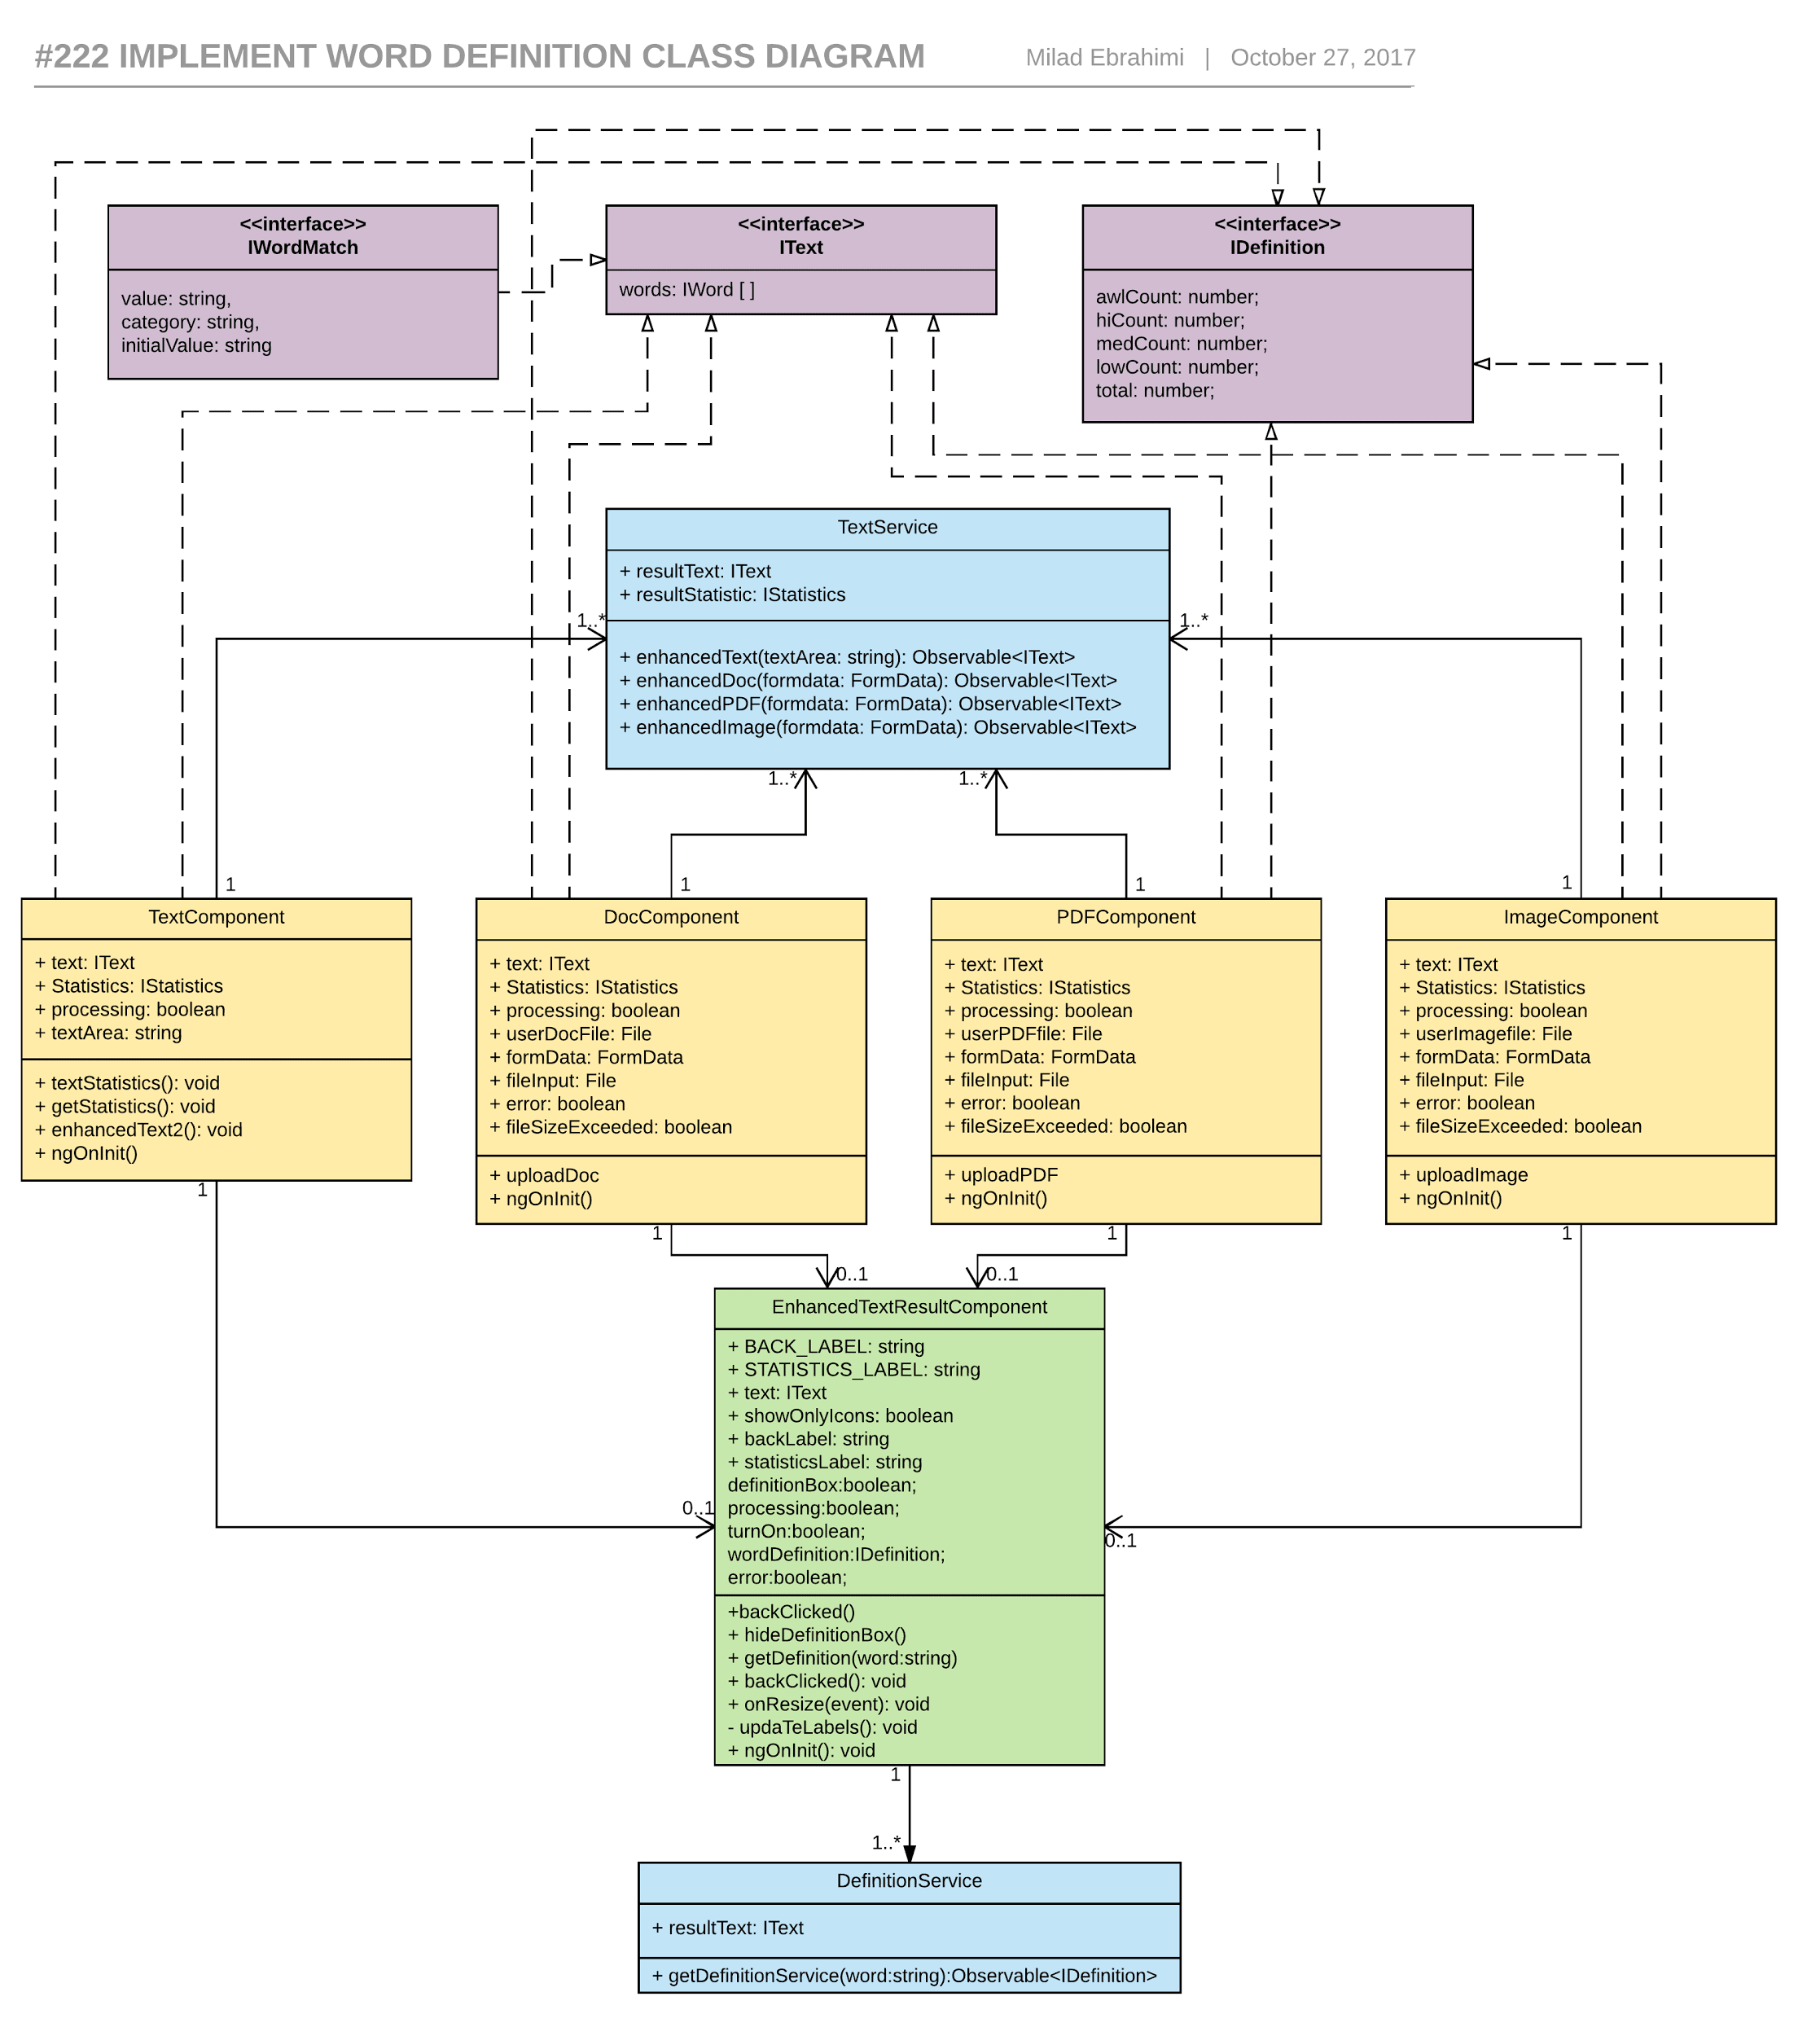 #222 IMPLEMENT WORD DEFINITION CLASS DIAGRAM
Milad Ebrahimi | October 27, 2017
<<interface>>
IWordMatch
value: string,
category: string,
initialValue: string
<<interface>>
IText
words: IWord [ ]
<<interface>>
IDefinition
awlCount: number;
hiCount: number;
medCount: number;
lowCount: number;
total: number;
TextService
+ resultText: IText
+ resultStatistic: IStatistics
+ enhancedText(textArea: string): Observable<IText>
+ enhancedDoc(formdata: FormData): Observable<IText>
+ enhancedPDF(formdata: FormData): Observable<IText>
+ enhancedImage(formdata: FormData): Observable<IText>
1..*
1..*
1..*
1..*
1
1
1
1
TextComponent
+ text: IText
+ Statistics: IStatistics
+ processing: boolean
+ textArea: string
+ textStatistics(): void
+ getStatistics(): void
+ enhancedText2(): void
+ ngOnInit()
1
DocComponent
+ text: IText
+ Statistics: IStatistics
+ processing: boolean
+ userDocFile: File
+ formData: FormData
+ fileInput: File
+ error: boolean
+ fileSizeExceeded: boolean
+ uploadDoc
+ ngOnInit()
1
PDFComponent
+ text: IText
+ Statistics: IStatistics
+ processing: boolean
+ userPDFfile: File
+ formData: FormData
+ fileInput: File
+ error: boolean
+ fileSizeExceeded: boolean
+ uploadPDF
+ ngOnInit()
1
ImageComponent
+ text: IText
+ Statistics: IStatistics
+ processing: boolean
+ userImagefile: File
+ formData: FormData
+ fileInput: File
+ error: boolean
+ fileSizeExceeded: boolean
+ uploadImage
+ ngOnInit()
1
0..1
0..1
0..1
0..1
EnhancedTextResultComponent
+ BACK_LABEL: string
+ STATISTICS_LABEL: string
+ text: IText
+ showOnlyIcons: boolean
+ backLabel: string
+ statisticsLabel: string
definitionBox:boolean;
processing:boolean;
turnOn:boolean;
wordDefinition:IDefinition;
error:boolean;
+backClicked()
+ hideDefinitionBox()
+ getDefinition(word:string)
+ backClicked(): void
+ onResize(event): void
- updaTeLabels(): void
+ ngOnInit(): void
1
1..*
DefinitionService
+ resultText: IText
+ getDefinitionService(word:string):Observable<IDefinition>